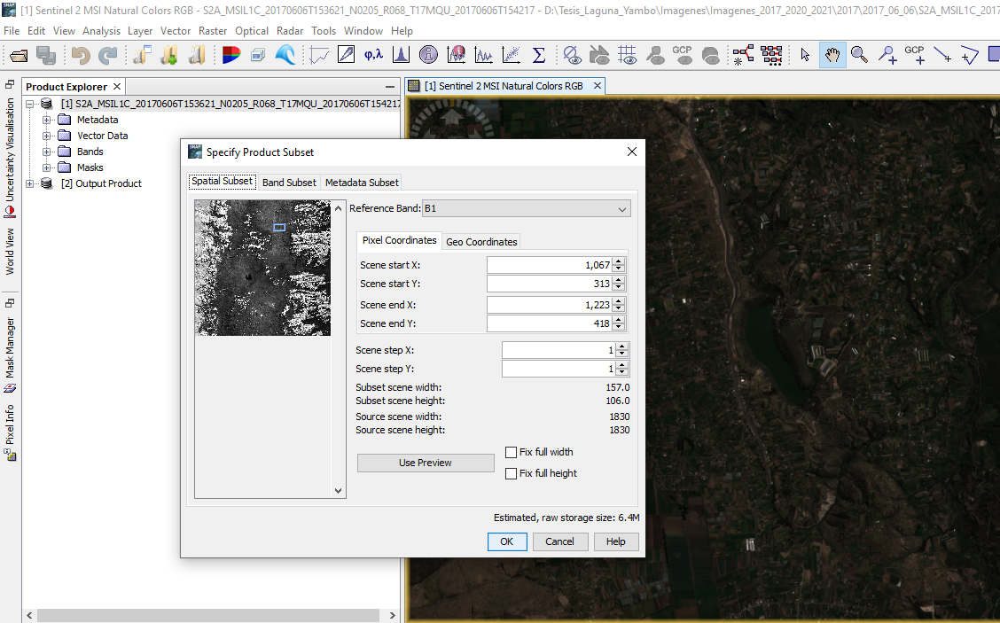 SNAP
[1] Sentinel 2 MSI Natural Colors RGB - S2A_MSIL1C_20170606T153621_N0205_R068_T17MQU_20170606T154217 - D:\Tesis_Laguna_Yambo\Imagenes\Imagenes_2017_2020_2021\2017\2017_06_06\S2A_MSIL1C_2017
File Edit View Analysis Layer Vector Raster Optical Radar Tools Window Help
φ,λ Σ GCP GCP
Product Explorer
[1] Sentinel 2 MSI Natural Colors RGB
[1] S2A_MSIL1C_20170606T153621_N0205_R068_T17MQU_20170606T154217
Metadata
Vector Data
Bands
Masks
[2] Output Product
Uncertainty Visualisation
World View
Mask Manager
Pixel Info
SNAP
Specify Product Subset
Spatial Subset Band Subset Metadata Subset
Reference Band: B1
Pixel Coordinates Geo Coordinates
Scene start X: 1,067
Scene start Y: 313
Scene end X: 1,223
Scene end Y: 418
Scene step X: 1
Scene step Y: 1
Subset scene width: 157.0
Subset scene height: 106.0
Source scene width: 1830
Source scene height: 1830
Use Preview
Fix full width
Fix full height
Estimated, raw storage size: 6.4M
OK Cancel Help